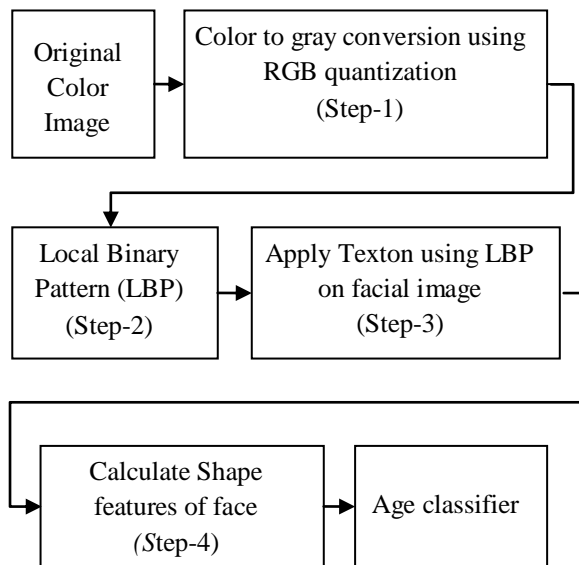 Original
Color
Image
Color to gray conversion using
RGB quantization
(Step-1)
Local Binary
Pattern (LBP)
(Step-2)
Apply Texton using LBP
on facial image
(Step-3)
Calculate Shape
features of face
(Step-4)
Age classifier